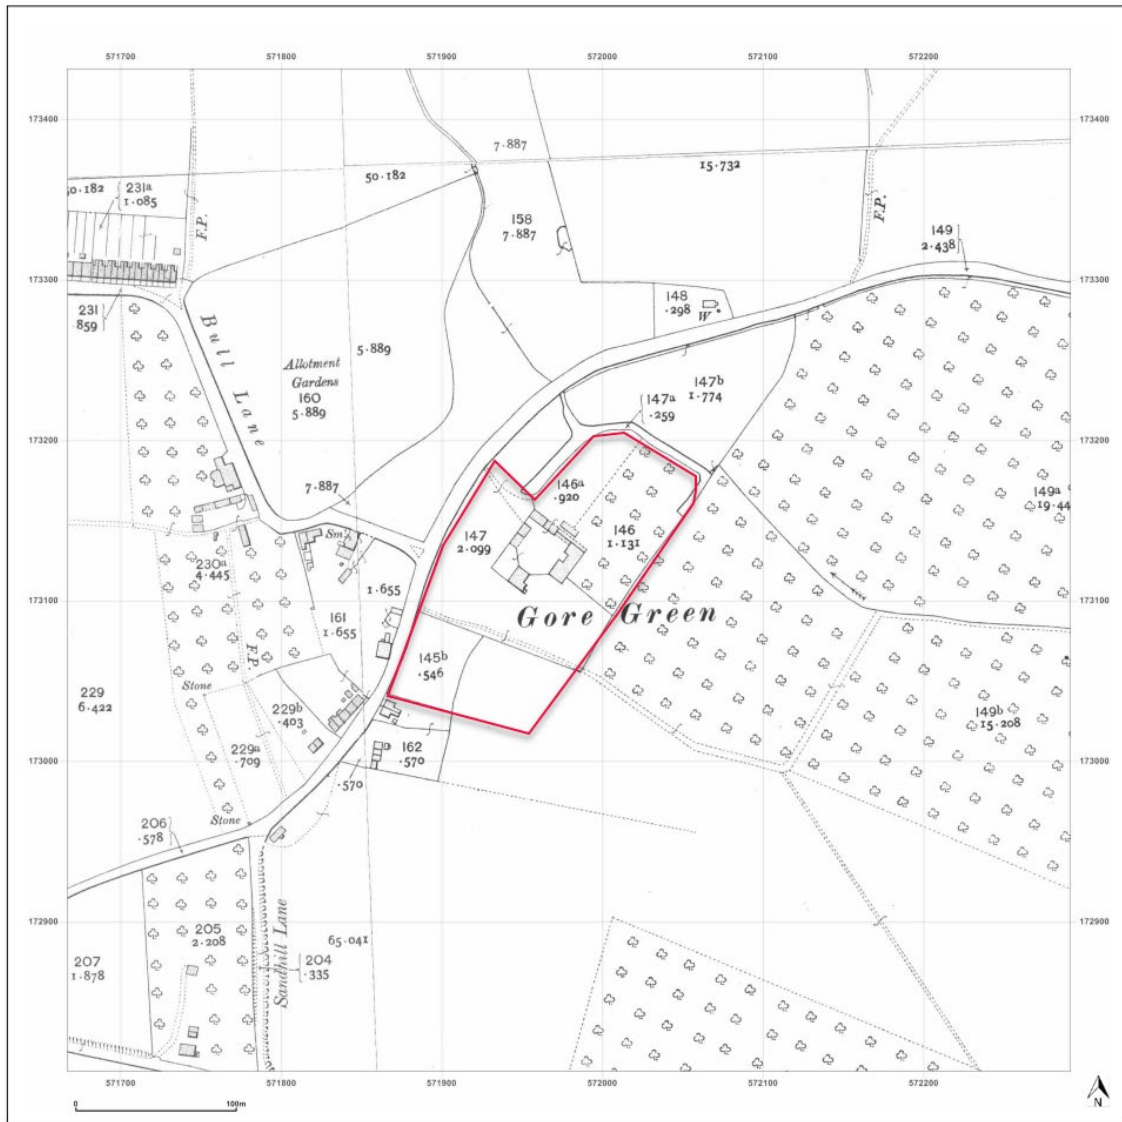 571700 571800 571900 572000 572100 572200
173400 173400
7·887
50·182
15·732
231a
1·085
F.P.
F.P.
158
7·887
149
2·438
173300 173300
231
148
·298
W
·859
Bull Lane
5·889
Allotment
Gardens
160
5·889
147b
1·774
147a
·259
173200 173200
7·887
146a
·920
149a
147
2·099
146
1·131
Sm.
230a
4·445
1·655
173100 173100
161
1·655
Gore Green
F.P.
145b
·546
Stone
229
6·422
229b
·403
149b
15·208
229a
·709
162
·570
173000 173000
·570
Stone
206
·578
172900 172900
205
2·208
65·041
207
1·878
204
·335
Sandhill Lane
571700 571800 571900 572000 572100 572200
0 100m
N